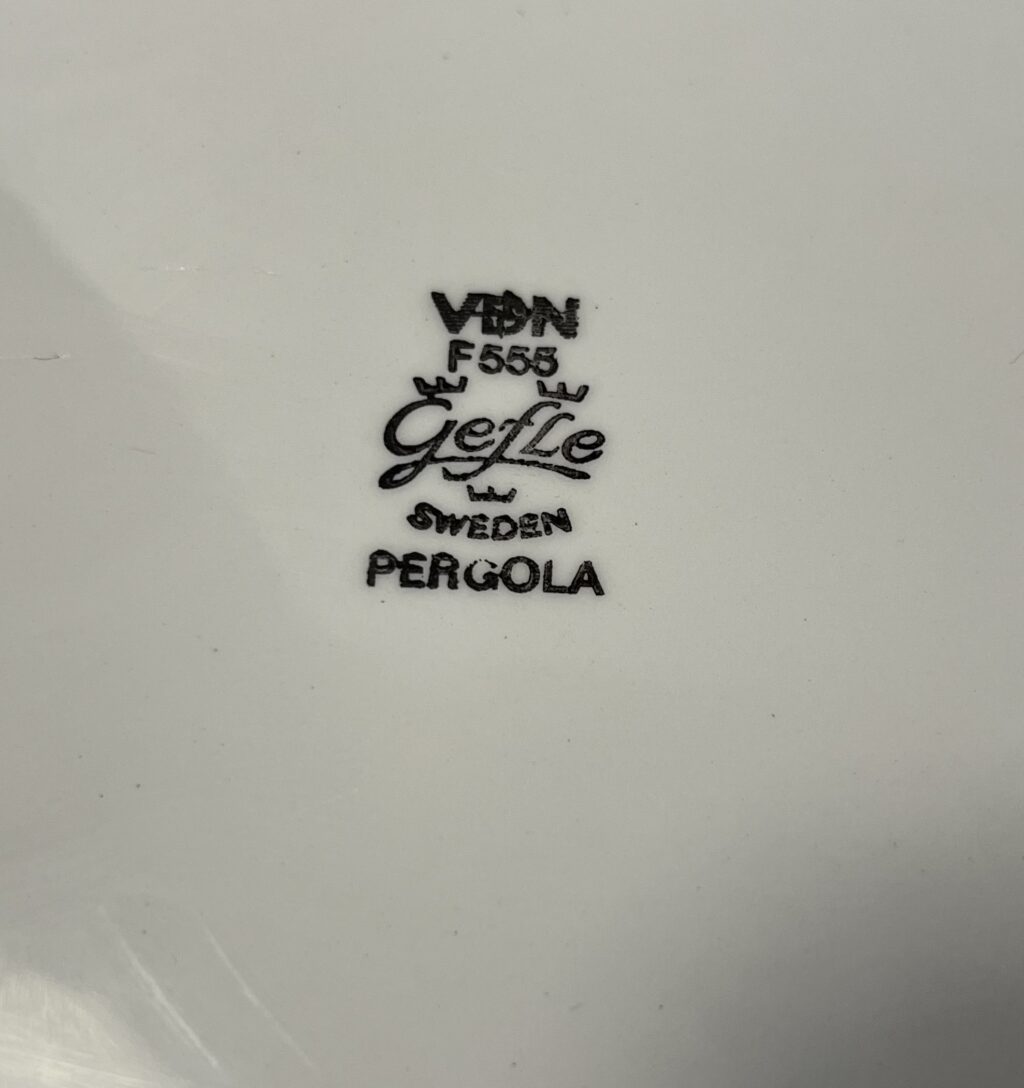 VDN
F555
Gefle
SWEDEN
PERGOLA